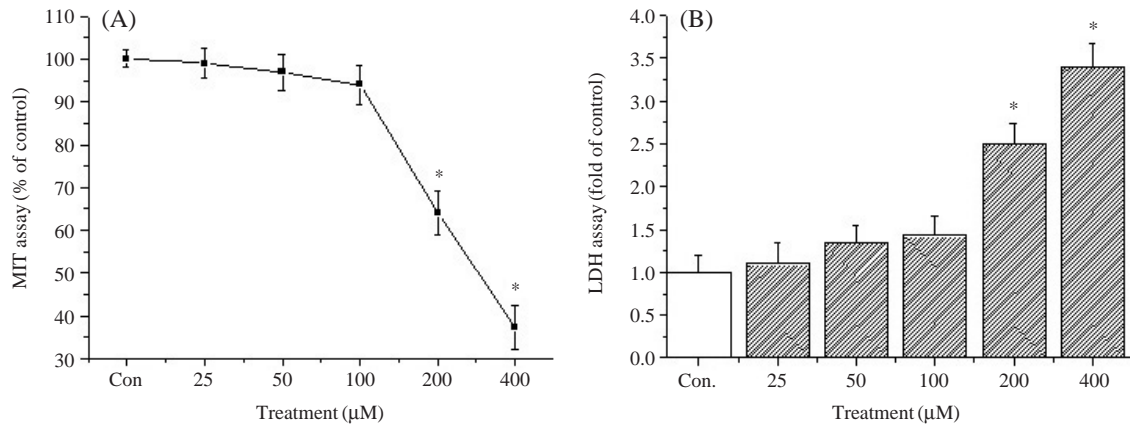 (A)
MIT assay (% of control)
110
100
90
80
70
60
50
40
30
*
*
Con 25 50 100 200 400
Treatment (μM)
(B)
LDH assay (fold of control)
4.0
3.5
3.0
2.5
2.0
1.5
1.0
0.5
0.0
*
*
Con. 25 50 100 200 400
Treatment (μM)